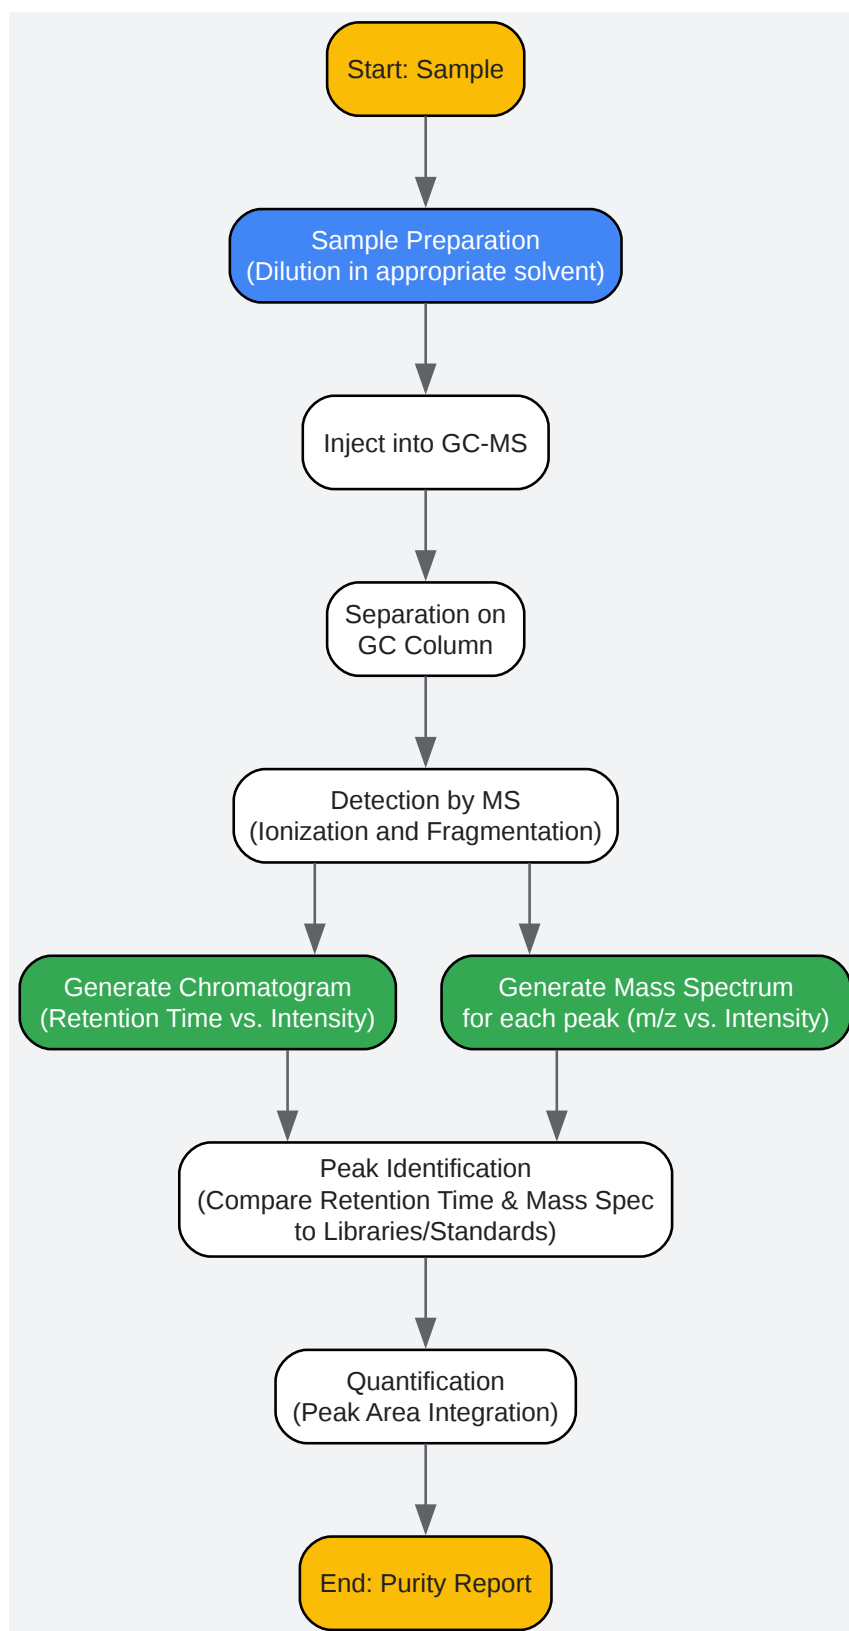 Start: Sample
Sample Preparation
(Dilution in appropriate solvent)
Inject into GC-MS
Separation on
GC Column
Detection by MS
(Ionization and Fragmentation)
Generate Chromatogram
(Retention Time vs. Intensity)
Generate Mass Spectrum
for each peak (m/z vs. Intensity)
Peak Identification
(Compare Retention Time & Mass Spec
to Libraries/Standards)
Quantification
(Peak Area Integration)
End: Purity Report